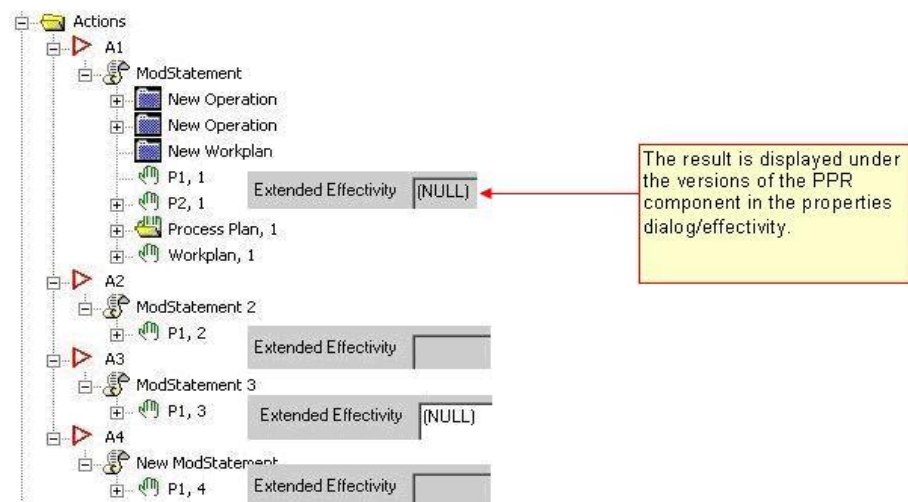 Actions
A1
ModStatement
New Operation
New Operation
New Workplan
P1, 1
Extended Effectivity (NULL)
P2, 1
Process Plan, 1
Workplan, 1
The result is displayed under
the versions of the PPR
component in the properties
dialog/effectivity.
A2
ModStatement 2
P1, 2
Extended Effectivity
A3
ModStatement 3
P1, 3
Extended Effectivity (NULL)
A4
New ModStatement
P1, 4
Extended Effectivity